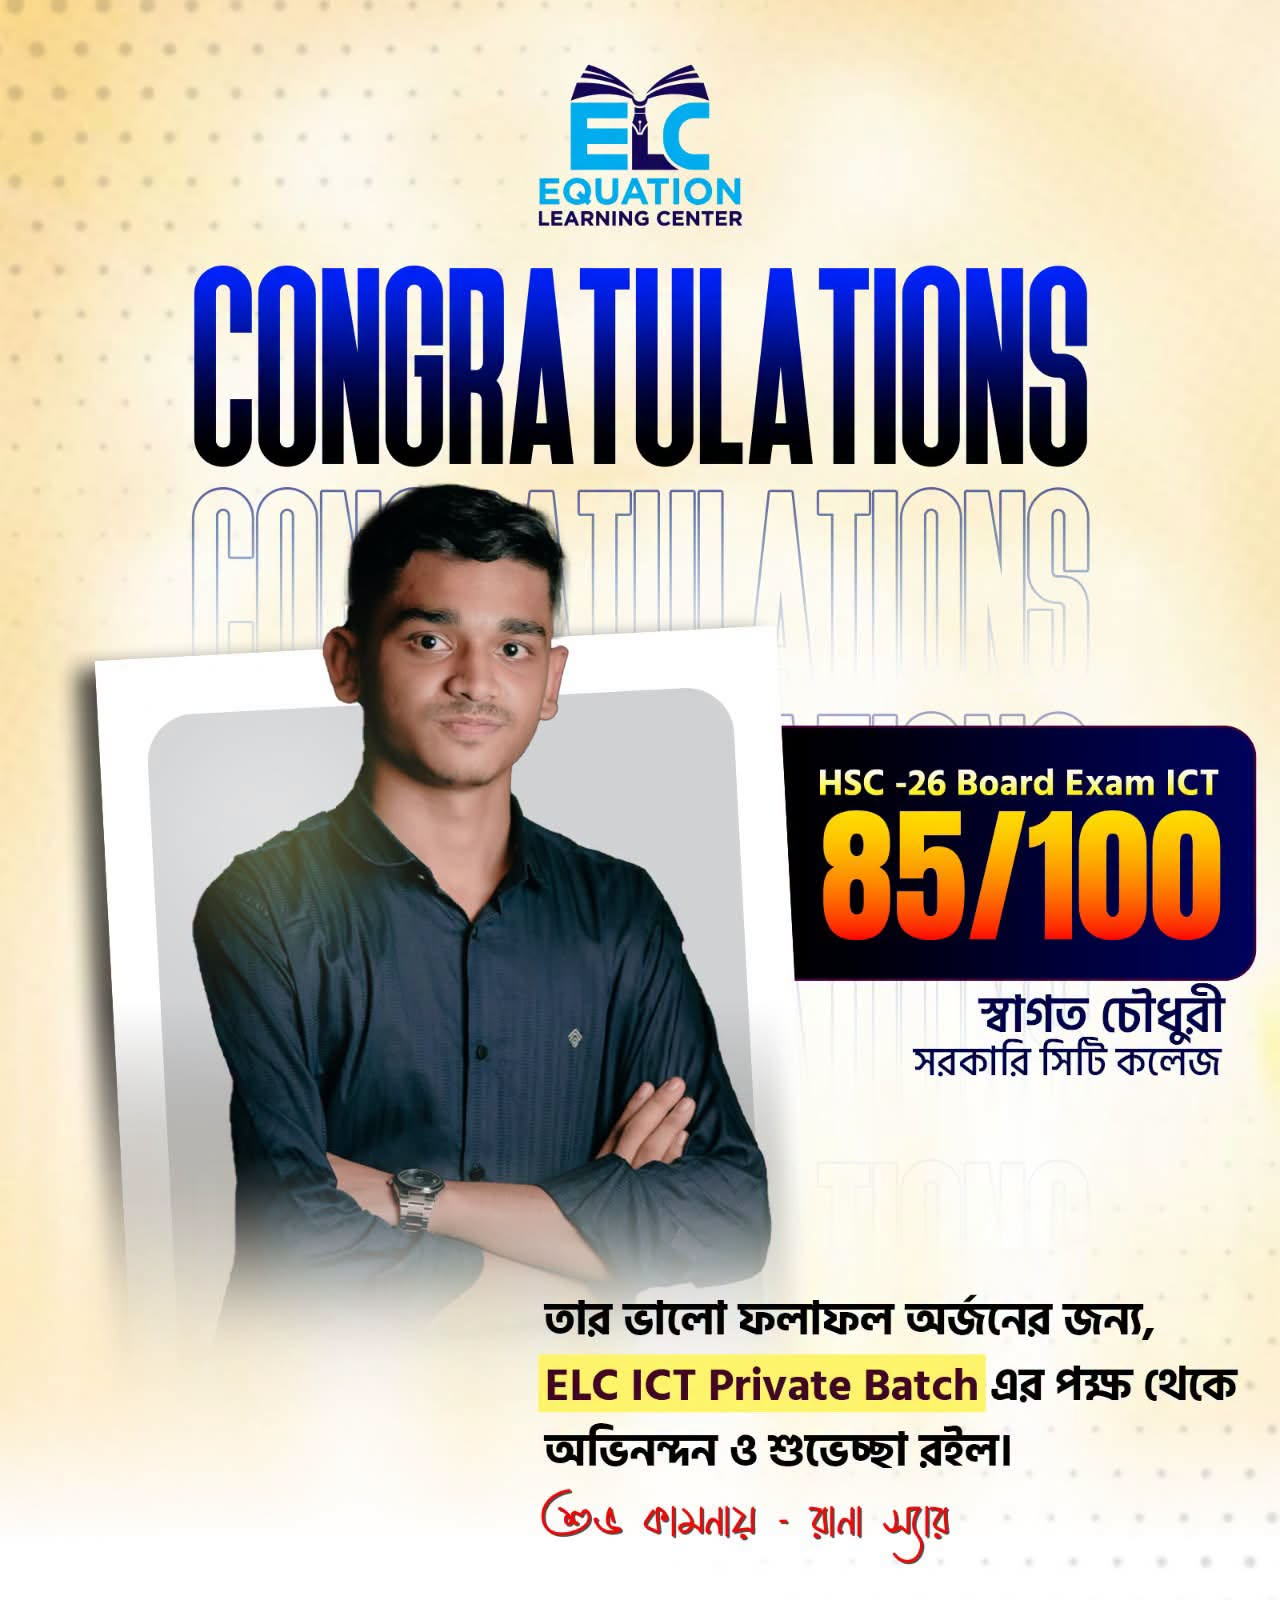 ELC
EQUATION
LEARNING CENTER
CONGRATULATIONS
CONGRATULATIONS
HSC -26 Board Exam ICT
85/100
স্বাগত চৌধুরী
সরকারি সিটি কলেজ
তার ভালো ফলাফল অর্জনের জন্য,
ELC ICT Private Batch এর পক্ষ থেকে
অভিনন্দন ও শুভেচ্ছা রইল।
শুভ কামনায় - রানা স্যার